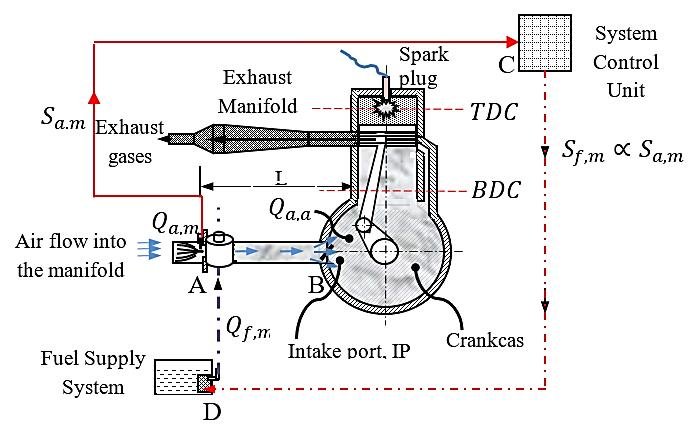 System
Control
Unit
C
Spark
plug
Exhaust
Manifold
TDC
S_{a.m}
Exhaust
gases
S_{f,m} ∝ S_{a,m}
L
BDC
Q_{a,m}
Q_{a,a}
Air flow into
the manifold
A
B
Q_{f,m}
Intake port, IP
Crankcas
Fuel Supply
System
D